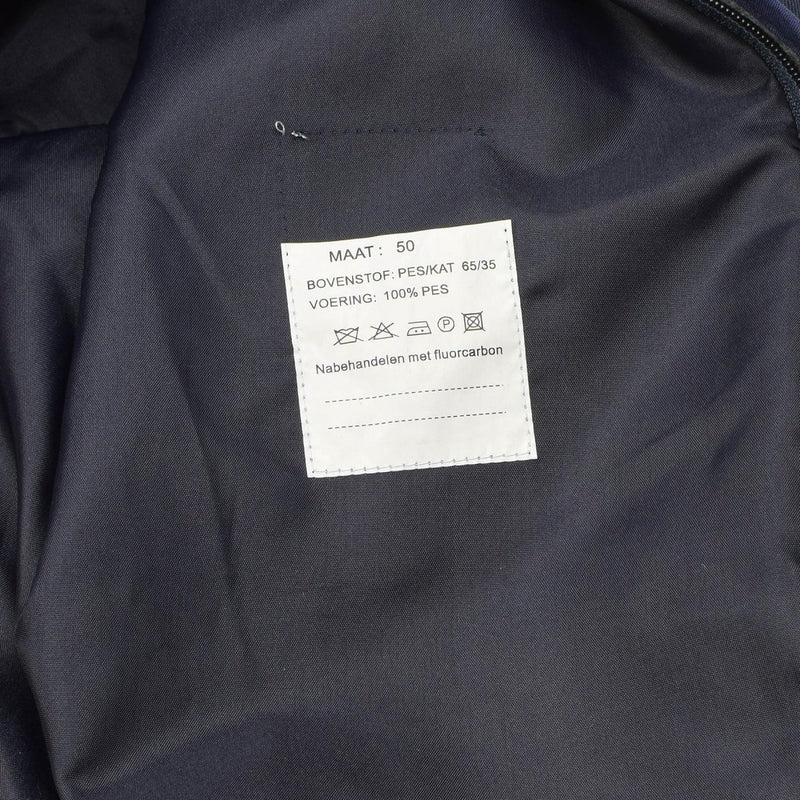 MAAT: 50
BOVENSTOF: PES/KAT 65/35
VOERING: 100% PES
P
Nabehandelen met fluorcarbon